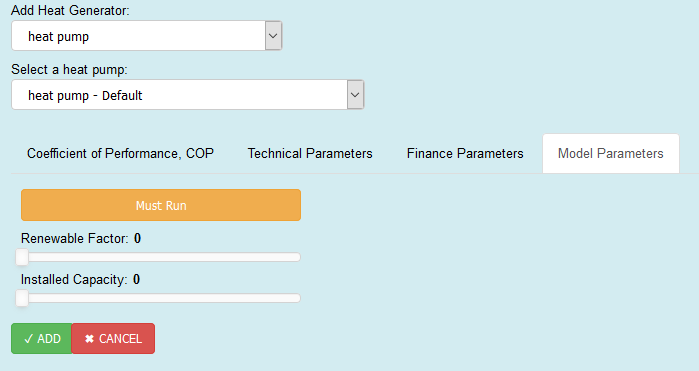 Add Heat Generator:
heat pump
Select a heat pump:
heat pump - Default
Coefficient of Performance, COP Technical Parameters Finance Parameters Model Parameters
Must Run
Renewable Factor: 0
Installed Capacity: 0
✓ ADD ✖ CANCEL